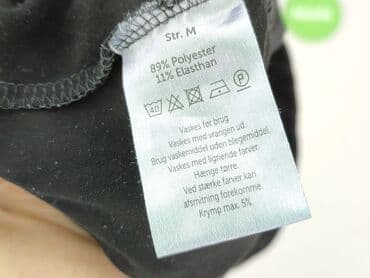 Str. M
89% Polyester
11% Elasthan
40 P
Vaskes før brug
Vaskes med vrangen ud
Brug vaskemiddel uden blegemiddel.
Vaskes med lignende farver.
Hænge tørre.
Ved stærke farver kan
afsmitning forekomme.
Krymp max. 5%